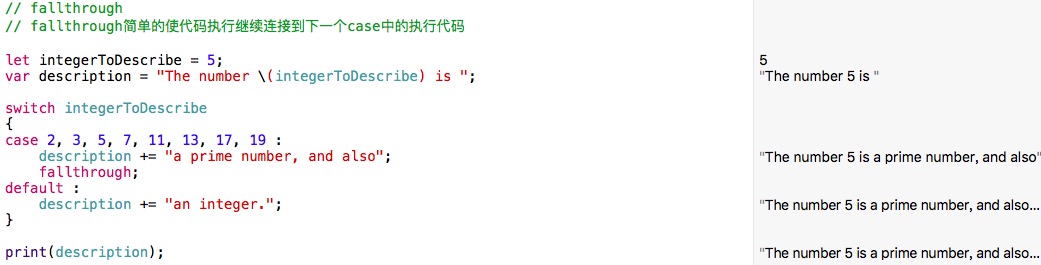 // fallthrough
// fallthrough简单的使代码执行继续连接到下一个case中的执行代码
let integerToDescribe = 5;
5
var description = "The number \(integerToDescribe) is ";
"The number 5 is "
switch integerToDescribe
{
case 2, 3, 5, 7, 11, 13, 17, 19 :
description += "a prime number, and also";
"The number 5 is a prime number, and also"
fallthrough;
default :
description += "an integer.";
"The number 5 is a prime number, and also...
}
print(description);
"The number 5 is a prime number, and also...